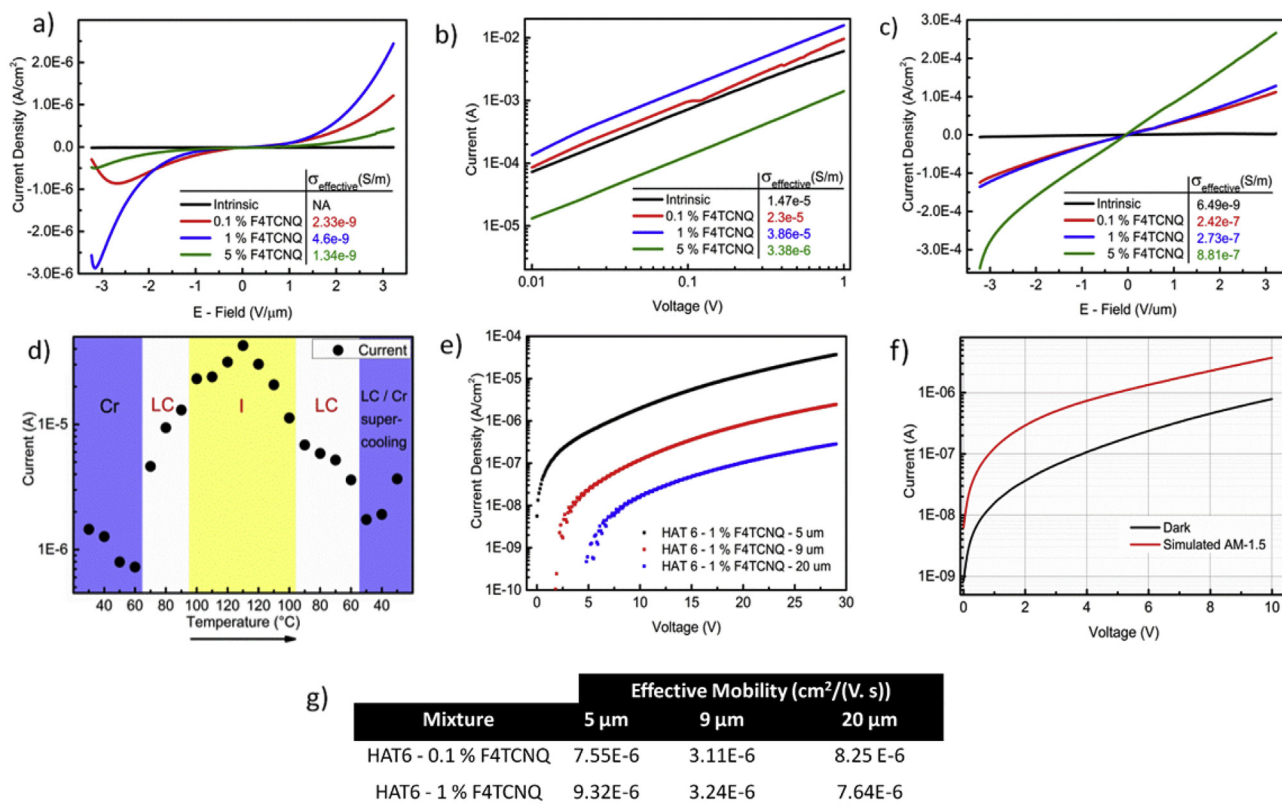 a)
Current Density (A/cm²)
2.0E-6
1.0E-6
0.0
-1.0E-6
-2.0E-6
-3.0E-6
σeffective(S/m)
Intrinsic NA
0.1 % F4TCNQ 2.33e-9
1 % F4TCNQ 4.6e-9
5 % F4TCNQ 1.34e-9
-3 -2 -1 0 1 2 3
E - Field (V/μm)
b)
Current (A)
1E-02
1E-03
1E-04
1E-05
σeffective(S/m)
Intrinsic 1.47e-5
0.1 % F4TCNQ 2.3e-5
1 % F4TCNQ 3.86e-5
5 % F4TCNQ 3.38e-6
0.01 0.1 1
Voltage (V)
c)
Current Density (A/cm²)
3.0E-4
2.0E-4
1.0E-4
0.0
-1.0E-4
-2.0E-4
-3.0E-4
σeffective(S/m)
Intrinsic 6.49e-9
0.1 % F4TCNQ 2.42e-7
1 % F4TCNQ 2.73e-7
5 % F4TCNQ 8.81e-7
-3 -2 -1 0 1 2 3
E - Field (V/um)
d)
Current (A)
1E-5
1E-6
Current
Cr
LC
I
LC
LC / Cr
super-
cooling
40 60 80 100 120 120 100 80 60 40
Temperature (°C)
e)
Current Density (A/cm²)
1E-04
1E-05
1E-06
1E-07
1E-08
1E-09
1E-10
HAT 6 - 1 % F4TCNQ - 5 um
HAT 6 - 1 % F4TCNQ - 9 um
HAT 6 - 1 % F4TCNQ - 20 um
0 5 10 15 20 25 30
Voltage (V)
f)
Current (A)
1E-06
1E-07
1E-08
1E-09
Dark
Simulated AM-1.5
0 2 4 6 8 10
Voltage (V)
g)
Effective Mobility (cm²/(V. s))
Mixture 5 μm 9 μm 20 μm
HAT6 - 0.1 % F4TCNQ 7.55E-6 3.11E-6 8.25 E-6
HAT6 - 1 % F4TCNQ 9.32E-6 3.24E-6 7.64E-6